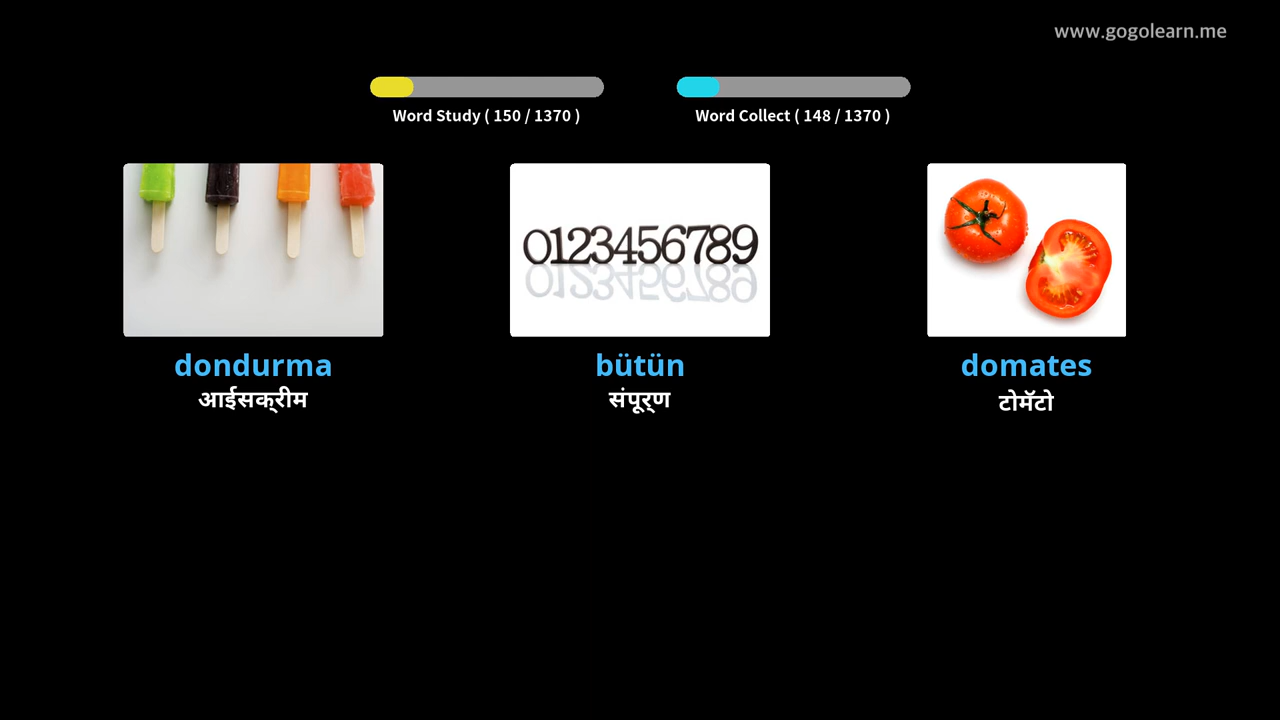 www.gogolearn.me
Word Study ( 150 / 1370 )
Word Collect ( 148 / 1370 )
0123456789
dondurma
bütün
domates
आईसक्रीम
संपूर्ण
टोमॅटो